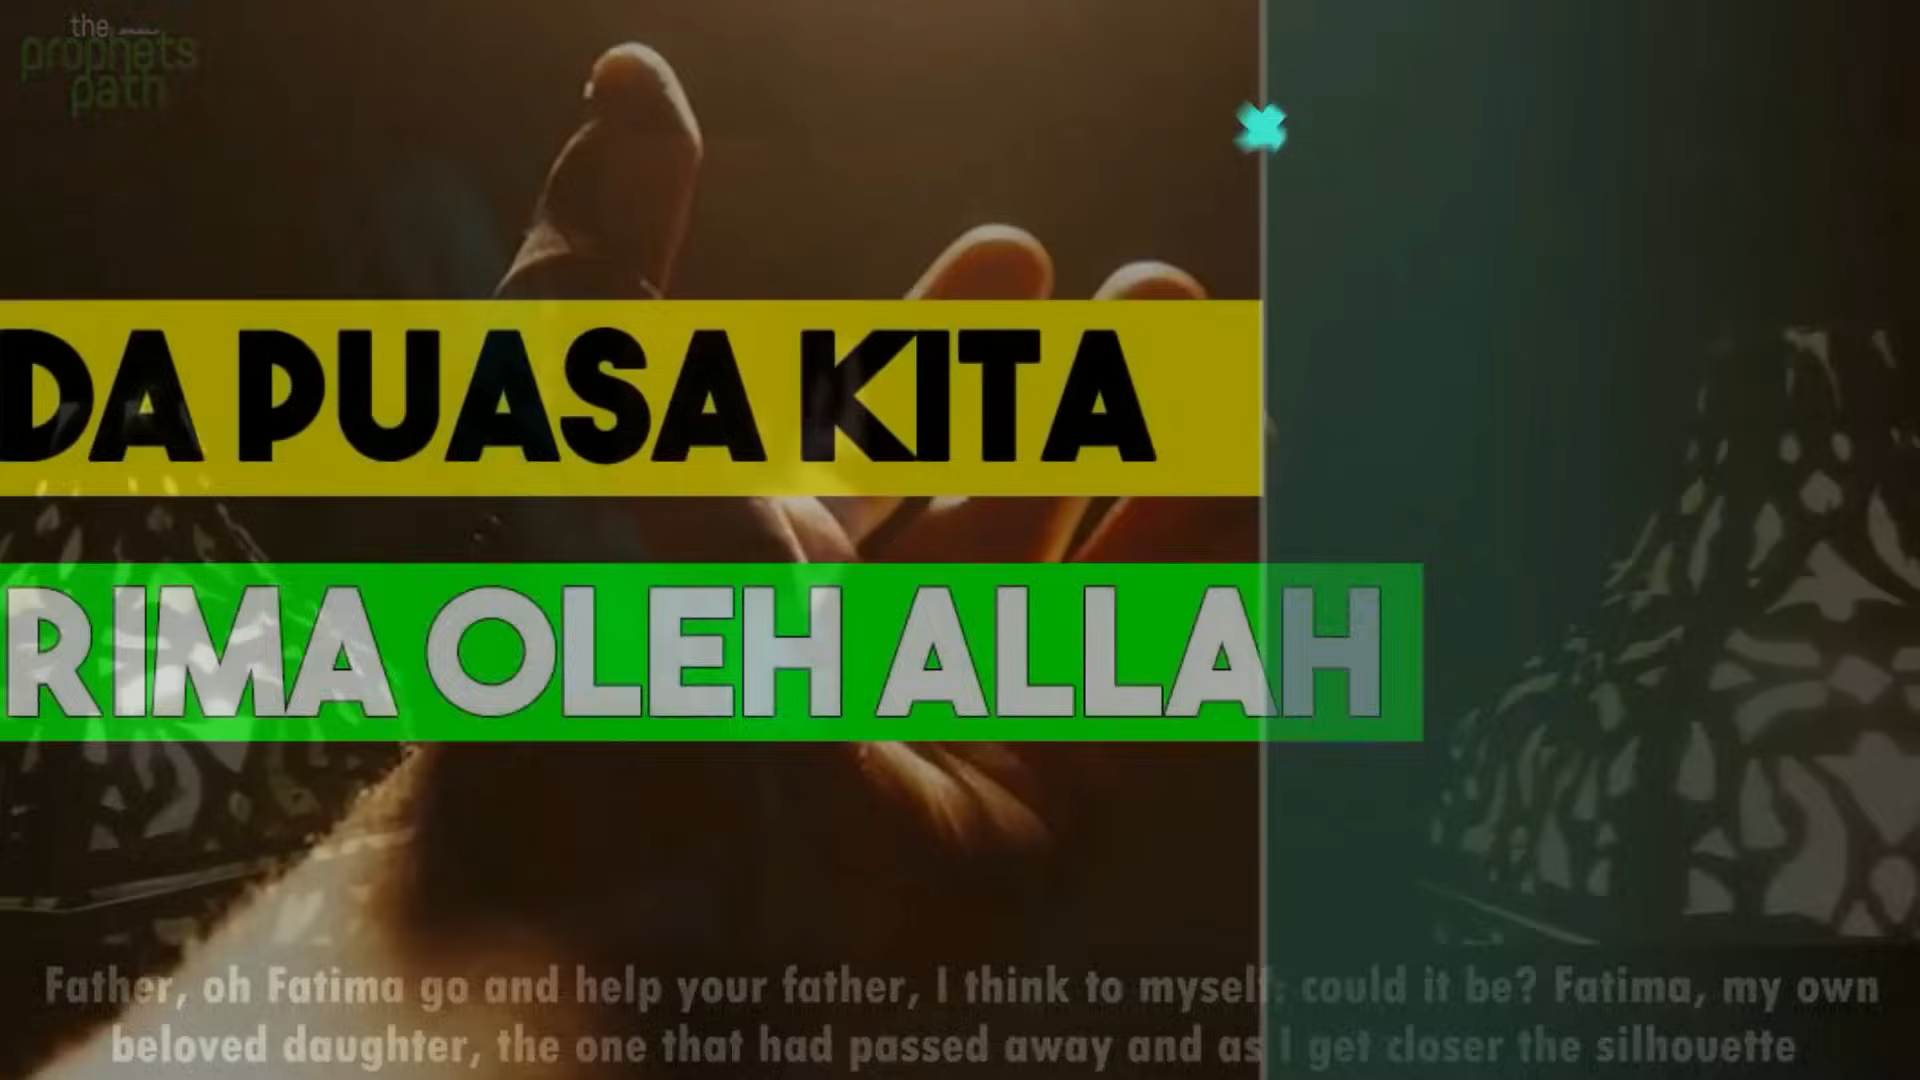 the
prophets
path
DA PUASA KITA
RIMA OLEH ALLAH
Father, oh Fatima go and help your father, I think to myself: could it be? Fatima, my own
beloved daughter, the one that had passed away and as I get closer the silhouette